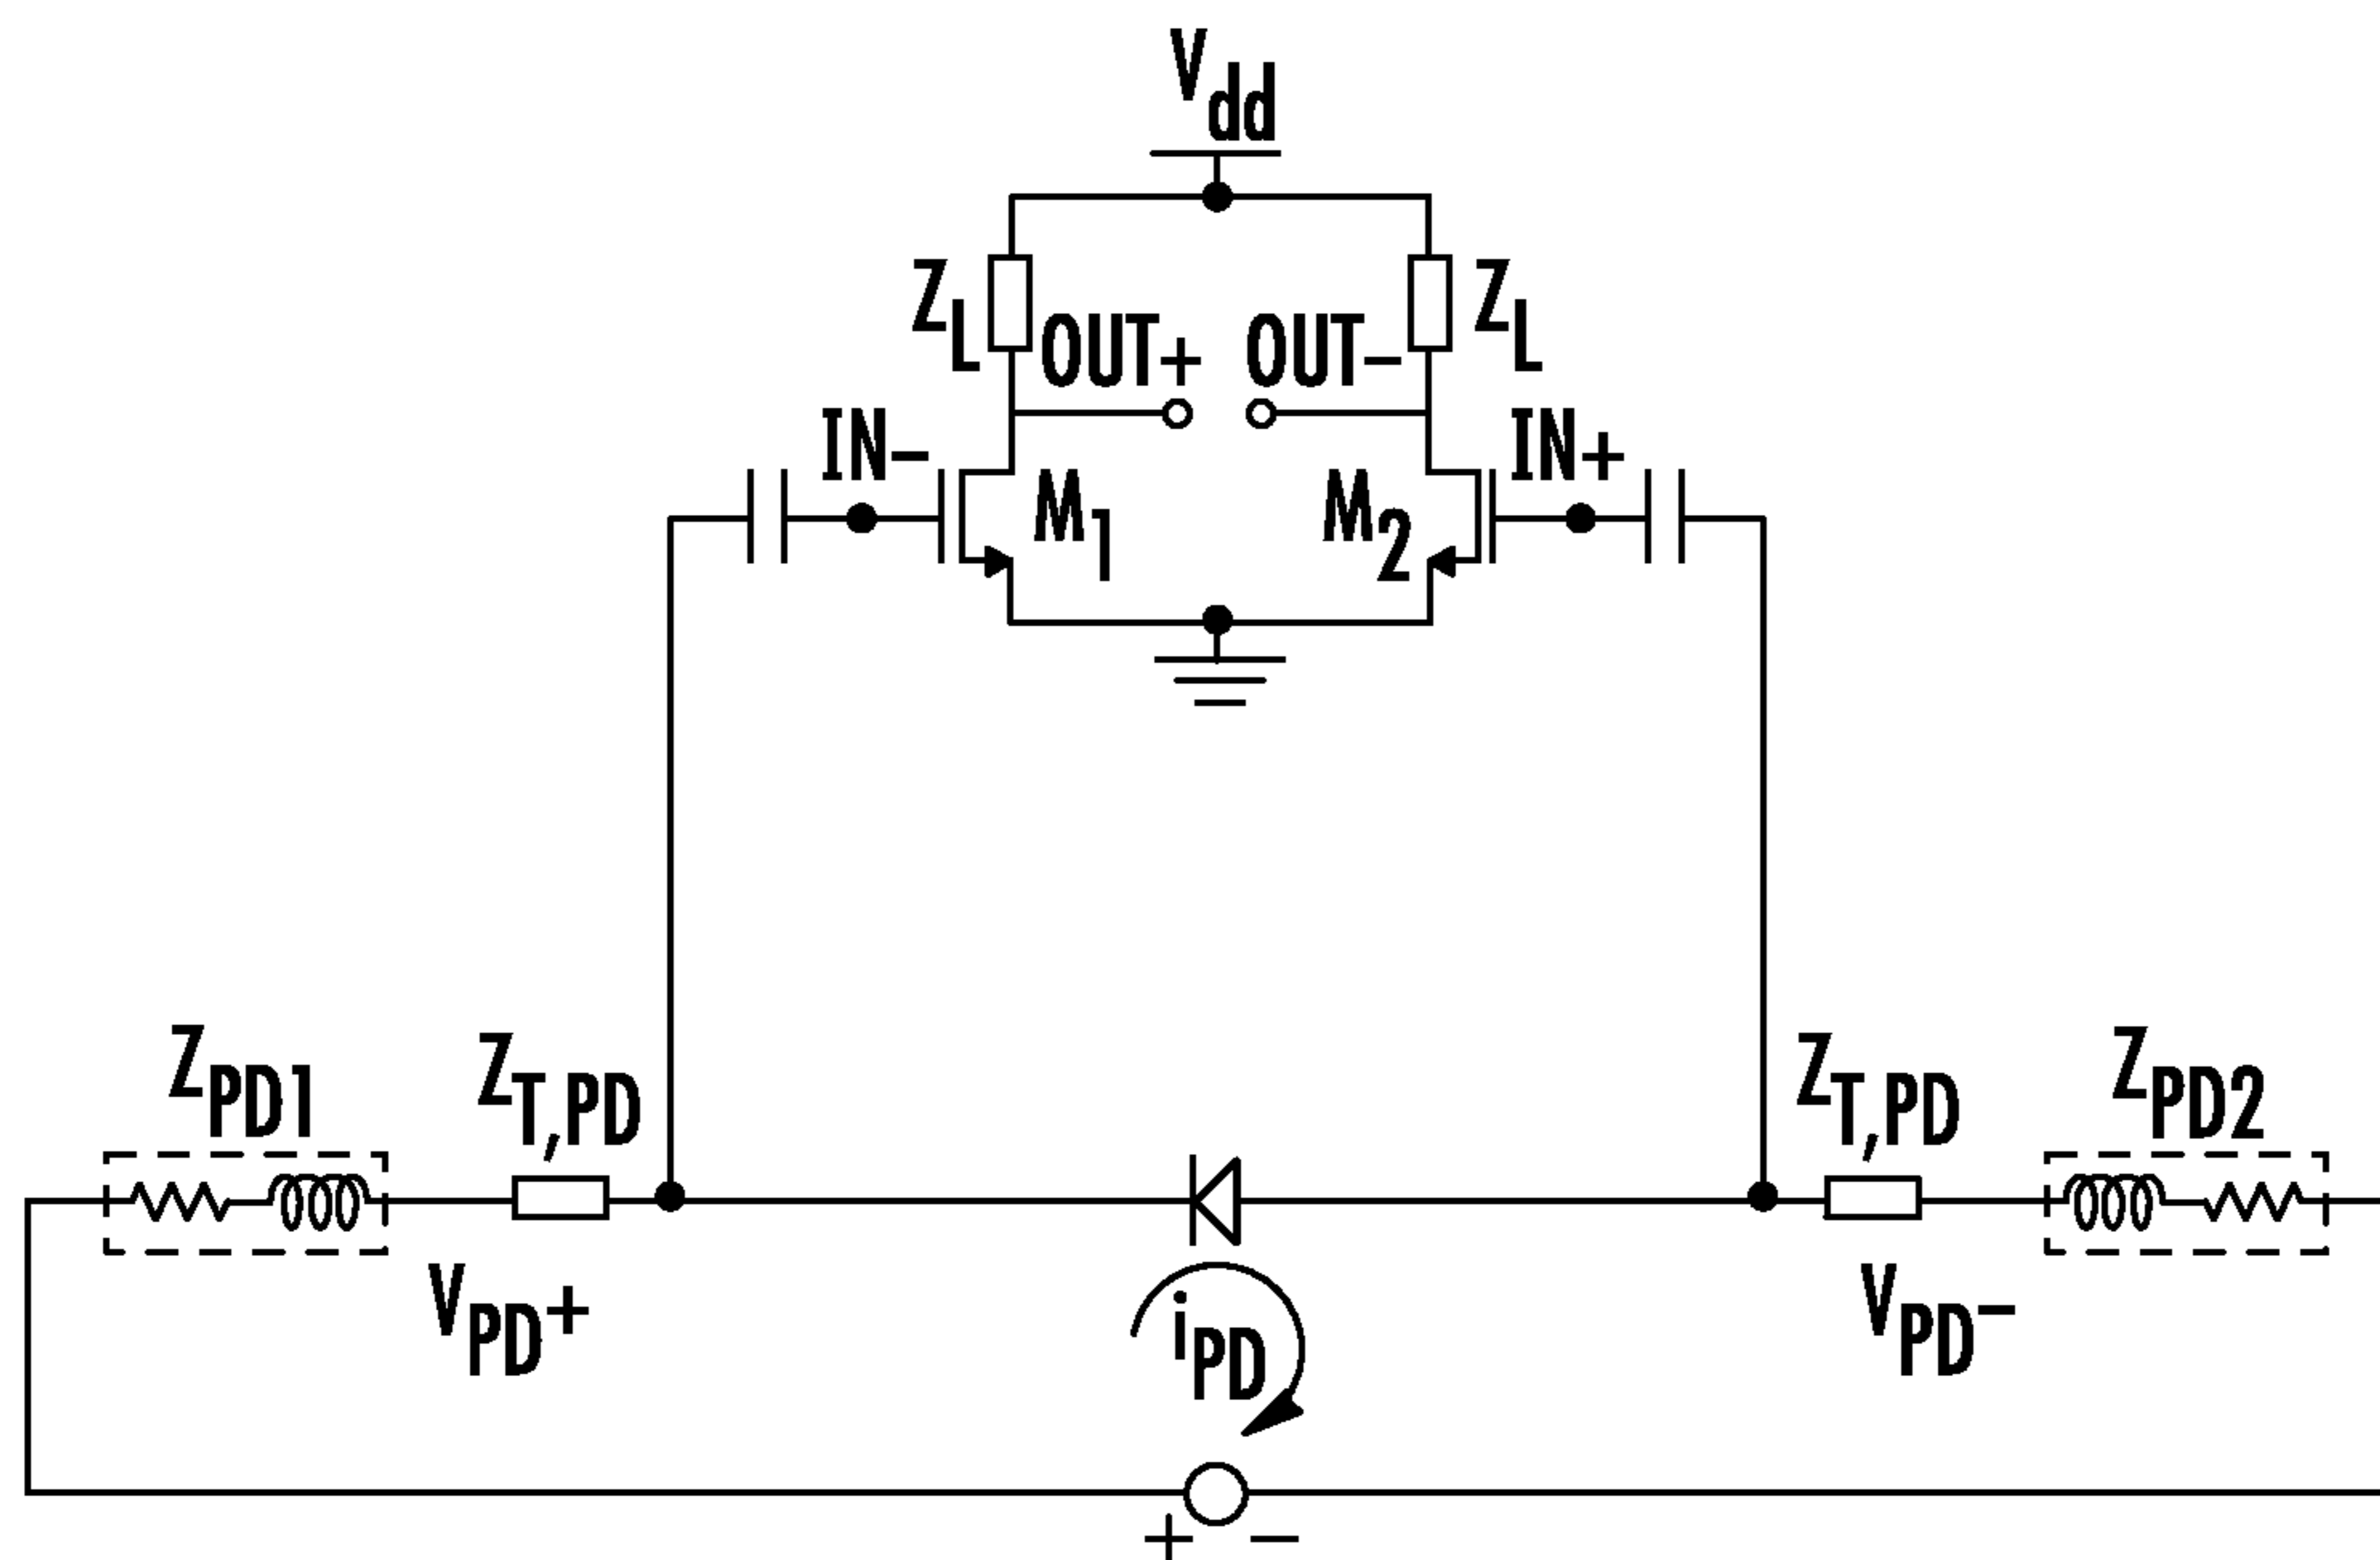 Vdd
ZL OUT+ OUT- ZL
IN- M1 M2 IN+
ZPD1 ZT,PD ZT,PD ZPD2
VPD+ iPD VPD-
+ -